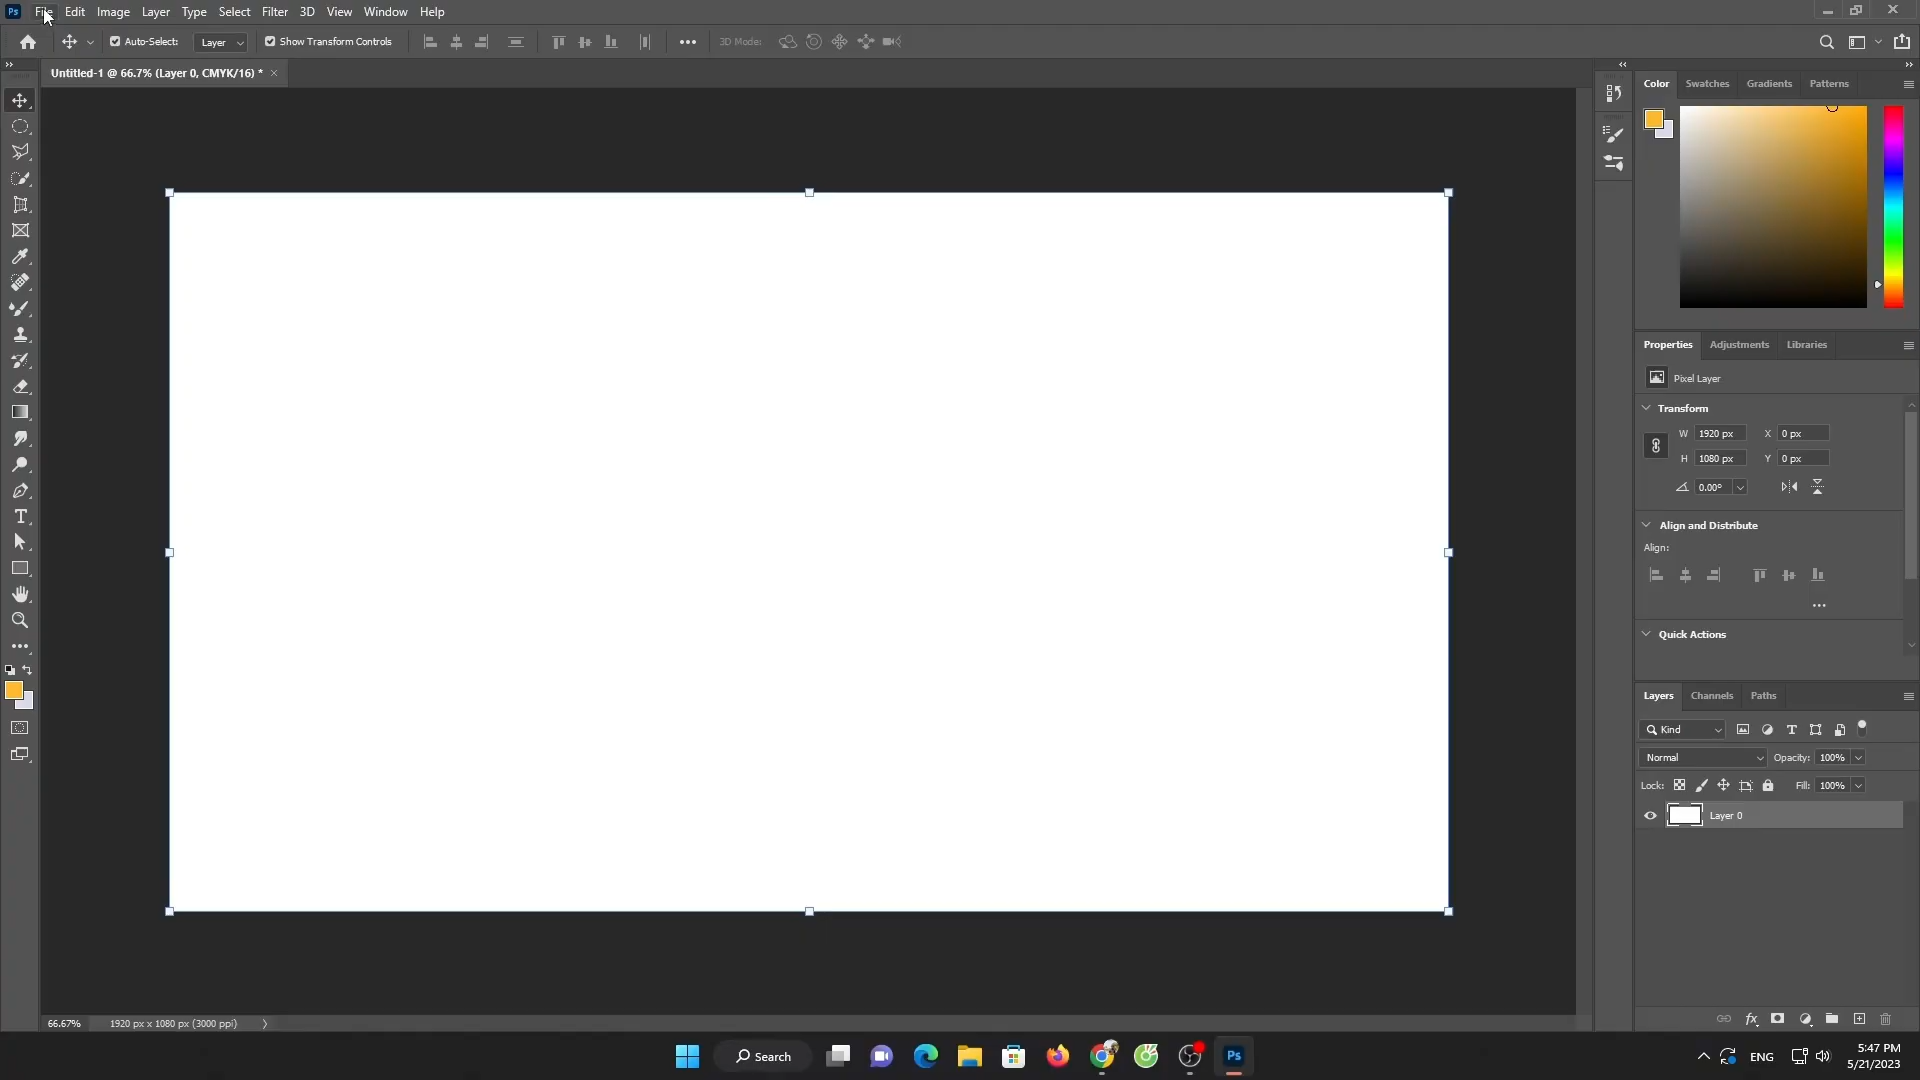 Ps File Edit Image Layer Type Select Filter 3D View Window Help
Auto-Select: Layer Show Transform Controls 3D Mode:
Untitled-1 @ 66.7% (Layer 0, CMYK/16) *
Color Swatches Gradients Patterns
Properties Adjustments Libraries
Pixel Layer
Transform
W 1920 px X 0 px
H 1080 px Y 0 px
0.00°
Align and Distribute
Align:
Quick Actions
Layers Channels Paths
Kind
Normal Opacity: 100%
Lock: Fill: 100%
Layer 0
fx
66.67% 1920 px x 1080 px (3000 ppi)
Search Ps ENG 5:47 PM
5/21/2023